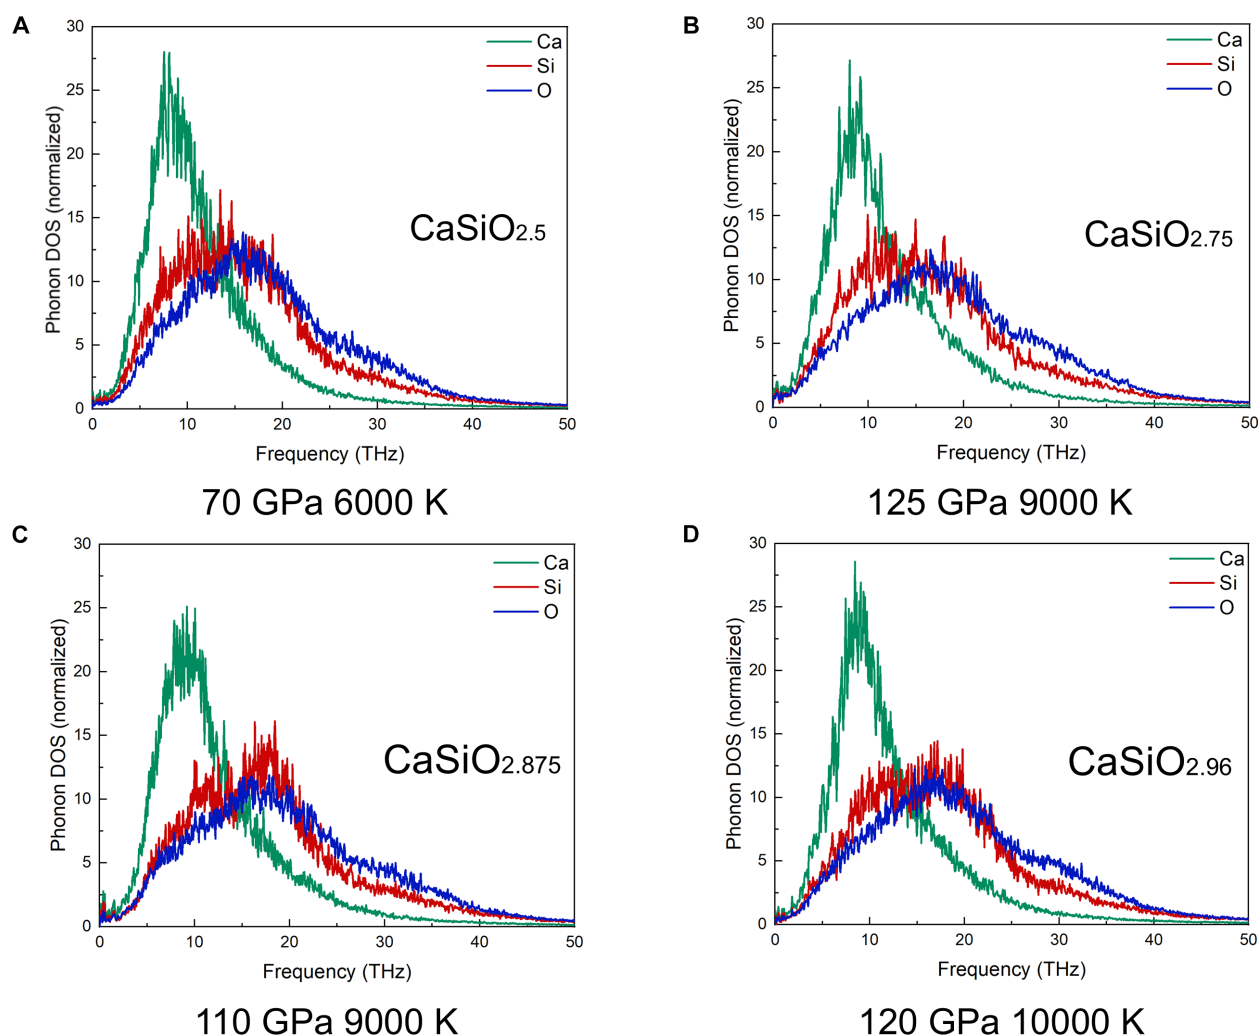 A
30
25
20
15
10
5
0
Phonon DOS (normalized)
Ca
Si
O
CaSiO2.5
0 10 20 30 40 50
Frequency (THz)
70 GPa 6000 K
B
30
25
20
15
10
5
0
Phonon DOS (normalized)
Ca
Si
O
CaSiO2.75
0 10 20 30 40 50
Frequency (THz)
125 GPa 9000 K
C
30
25
20
15
10
5
0
Phonon DOS (normalized)
Ca
Si
O
CaSiO2.875
0 10 20 30 40 50
Frequency (THz)
110 GPa 9000 K
D
30
25
20
15
10
5
0
Phonon DOS (normalized)
Ca
Si
O
CaSiO2.96
0 10 20 30 40 50
Frequency (THz)
120 GPa 10000 K